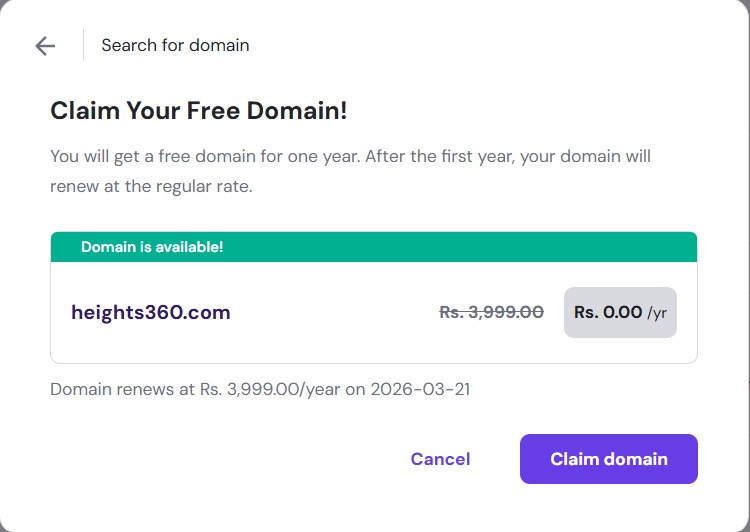 Search for domain
Claim Your Free Domain!
You will get a free domain for one year. After the first year, your domain will
renew at the regular rate.
Domain is available!
heights360.com Rs. 3,999.00 Rs. 0.00 /yr
Domain renews at Rs. 3,999.00/year on 2026-03-21
Cancel Claim domain